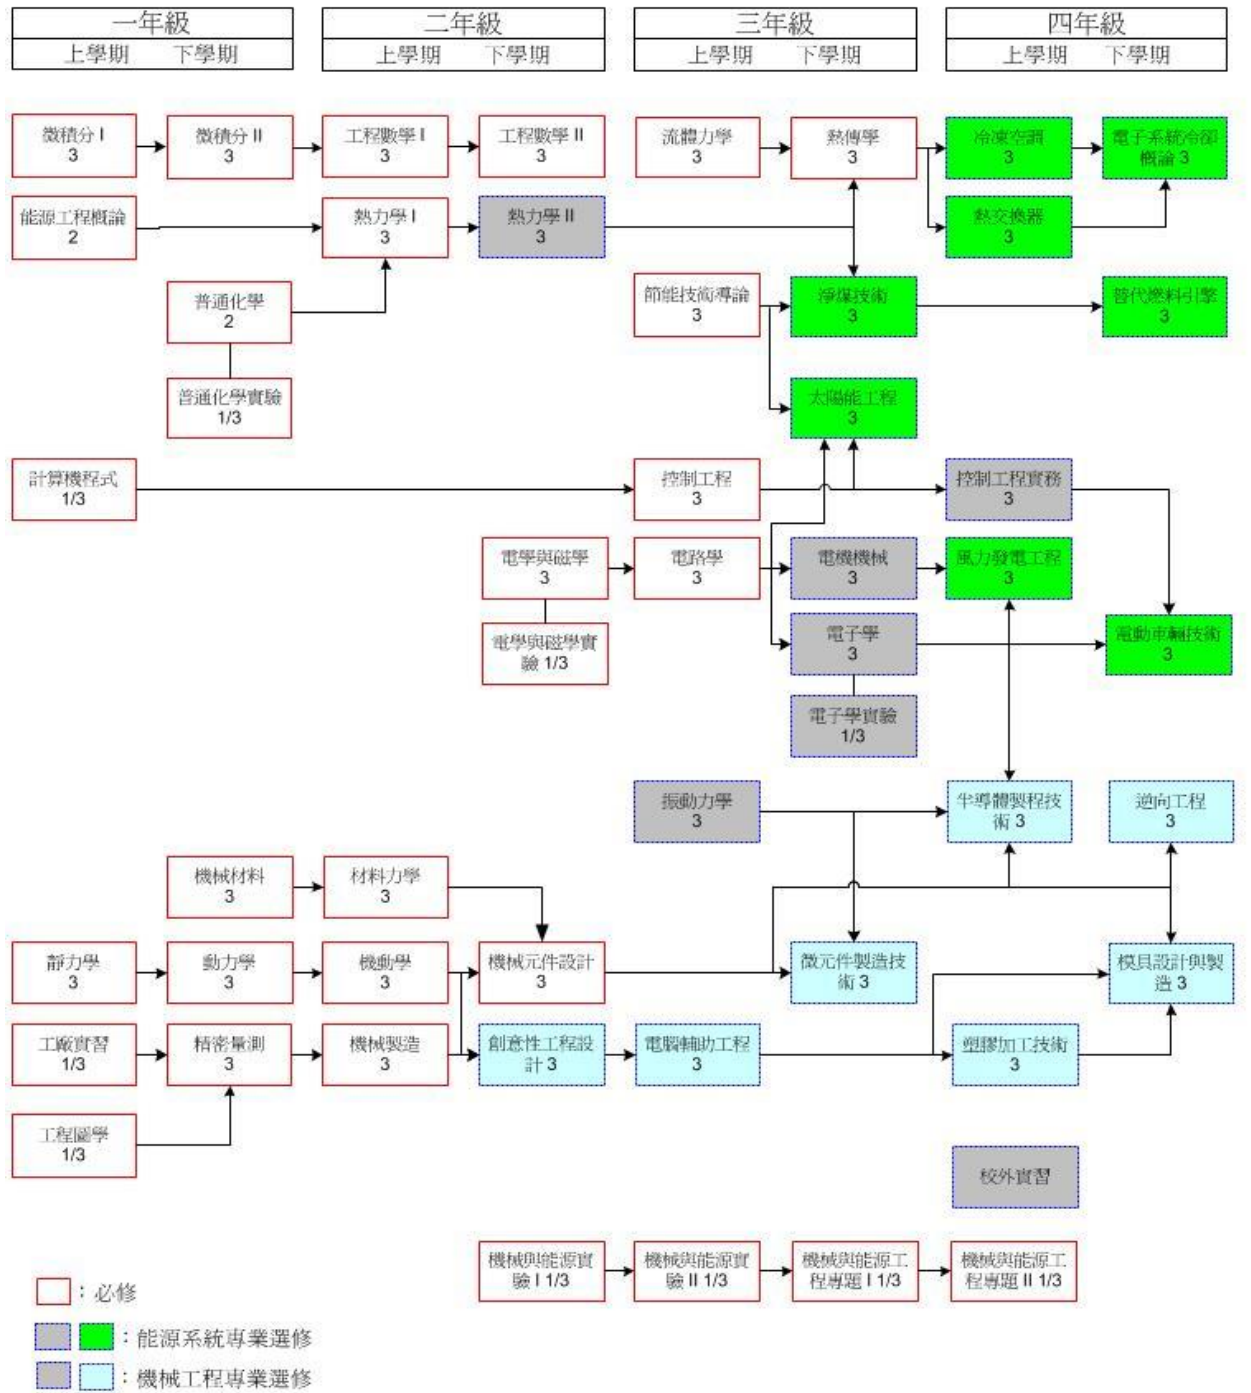 一年級
二年級
三年級
四年級
上學期
下學期
上學期
下學期
上學期
下學期
上學期
下學期
微積分 I
3
微積分 II
3
工程數學 I
3
工程數學 II
3
流體力學
3
熱傳學
3
冷凍空調
3
電子系統冷卻
概論 3
能源工程概論
2
熱力學 I
3
熱力學 II
3
熱交換器
3
普通化學
2
節能技術導論
3
淨煤技術
3
替代燃料引擎
3
普通化學實驗
1/3
太陽能工程
3
計算機程式
1/3
控制工程
3
控制工程實務
3
電學與磁學
3
電路學
3
電機機械
3
風力發電工程
3
電學與磁學實
驗 1/3
電子學
3
電動車輛技術
3
電子學實驗
1/3
振動力學
3
半導體製程技
術 3
逆向工程
3
機械材料
3
材料力學
3
靜力學
3
動力學
3
機動學
3
機械元件設計
3
微元件製造技
術 3
模具設計與製
造 3
工廠實習
1/3
精密量測
3
機械製造
3
創意性工程設
計 3
電腦輔助工程
3
塑膠加工技術
3
工程圖學
1/3
校外實習
機械與能源實
驗 I 1/3
機械與能源實
驗 II 1/3
機械與能源工
程專題 I 1/3
機械與能源工
程專題 II 1/3
：必修
：能源系統專業選修
：機械工程專業選修